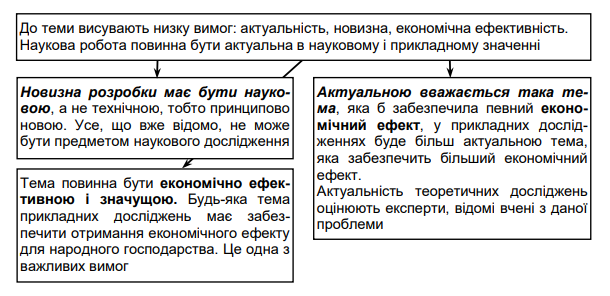 До теми висувають низку вимог: актуальність, новизна, економічна ефективність.
Наукова робота повинна бути актуальна в науковому і прикладному значенні
Новизна розробки має бути науко-
вою, а не технічною, тобто принципово
новою. Усе, що вже відомо, не може
бути предметом наукового дослідження
Тема повинна бути економічно ефек-
тивною і значущою. Будь-яка тема
прикладних досліджень має забез-
печити отримання економічного ефекту
для народного господарства. Це одна з
важливих вимог
Актуальною вважається така те-
ма, яка б забезпечила певний еконо-
мічний ефект, у прикладних дослід-
женнях буде більш актуальною тема,
яка забезпечить більший економічний
ефект.
Актуальність теоретичних досліджень
оцінюють експерти, відомі вчені з даної
проблеми